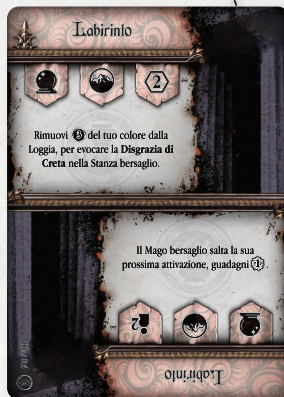 Labirinto
2
Rimuovi 3 del tuo colore dalla
Loggia, per evocare la Disgrazia di
Creta nella Stanza bersaglio.
Il Mago bersaglio salta la sua
prossima attivazione, guadagni 1.
2
Labirinto